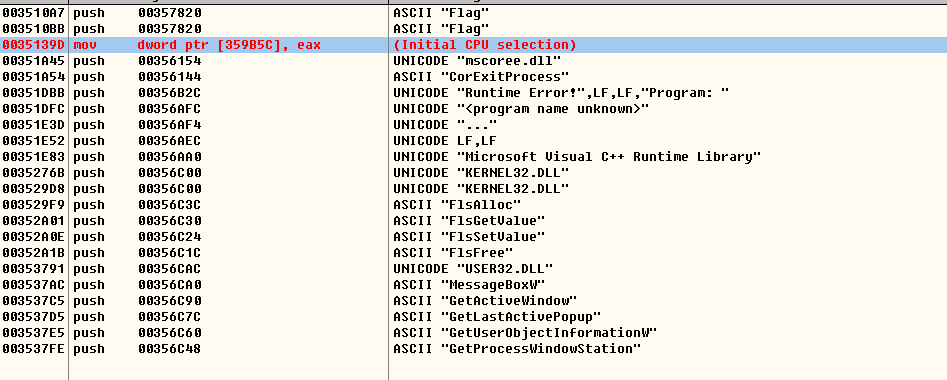 003510A7 push 00357820 ASCII "Flag"
003510BB push 00357820 ASCII "Flag"
0035139D mov dword ptr [359B5C], eax (Initial CPU selection)
00351A45 push 00356154 UNICODE "mscoree.dll"
00351A54 push 00356144 ASCII "CorExitProcess"
00351DBB push 00356B2C UNICODE "Runtime Error!",LF,LF,"Program: "
00351DFC push 00356AFC UNICODE "<program name unknown>"
00351E3D push 00356AF4 UNICODE "..."
00351E52 push 00356AEC UNICODE LF,LF
00351E83 push 00356AA0 UNICODE "Microsoft Visual C++ Runtime Library"
0035276B push 00356C00 UNICODE "KERNEL32.DLL"
003529D8 push 00356C00 UNICODE "KERNEL32.DLL"
003529F9 push 00356C3C ASCII "FlsAlloc"
00352A01 push 00356C30 ASCII "FlsGetValue"
00352A0E push 00356C24 ASCII "FlsSetValue"
00352A1B push 00356C1C ASCII "FlsFree"
00353791 push 00356CAC UNICODE "USER32.DLL"
003537AC push 00356CA0 ASCII "MessageBoxW"
003537C5 push 00356C90 ASCII "GetActiveWindow"
003537D5 push 00356C7C ASCII "GetLastActivePopup"
003537E5 push 00356C60 ASCII "GetUserObjectInformationW"
003537FE push 00356C48 ASCII "GetProcessWindowStation"